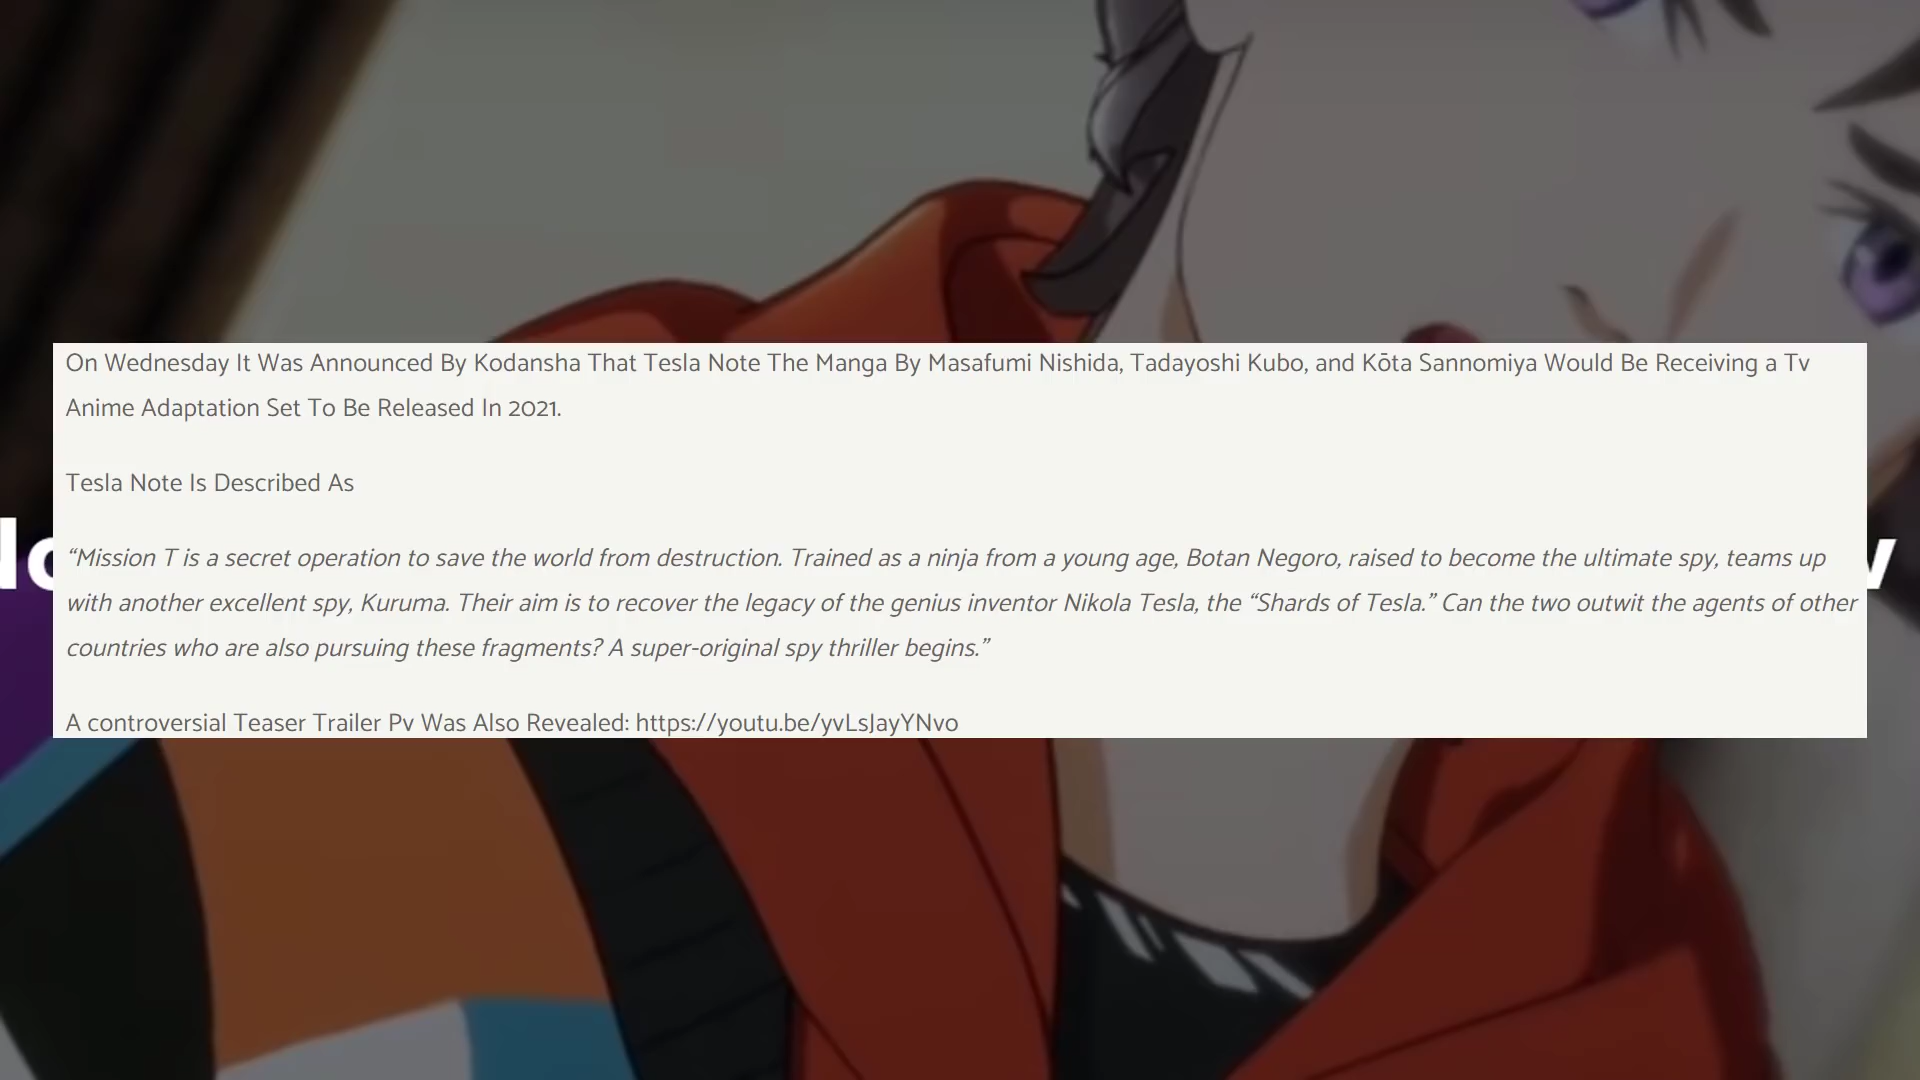 On Wednesday It Was Announced By Kodansha That Tesla Note The Manga By Masafumi Nishida, Tadayoshi Kubo, and Kōta Sannomiya Would Be Receiving a Tv
Anime Adaptation Set To Be Released In 2021.
Tesla Note Is Described As
“Mission T is a secret operation to save the world from destruction. Trained as a ninja from a young age, Botan Negoro, raised to become the ultimate spy, teams up
with another excellent spy, Kuruma. Their aim is to recover the legacy of the genius inventor Nikola Tesla, the “Shards of Tesla.” Can the two outwit the agents of other
countries who are also pursuing these fragments? A super-original spy thriller begins.”
A controversial Teaser Trailer Pv Was Also Revealed: https://youtu.be/yvLsJayYNvo